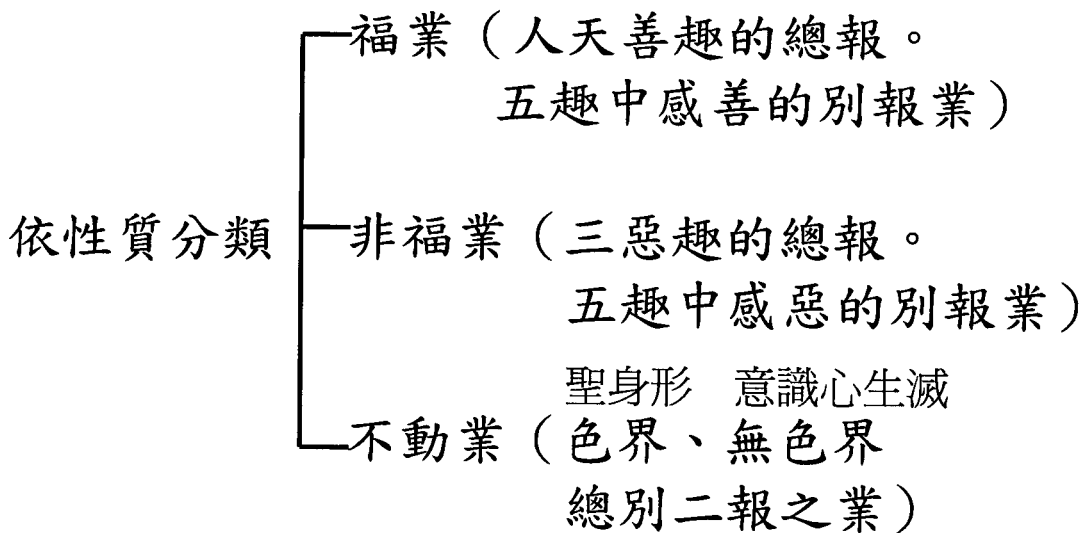 福業（人天善趣的總報。
五趣中感善的別報業）
依性質分類
非福業（三惡趣的總報。
五趣中感惡的別報業）
聖身形　意識心生滅
不動業（色界、無色界
總別二報之業）